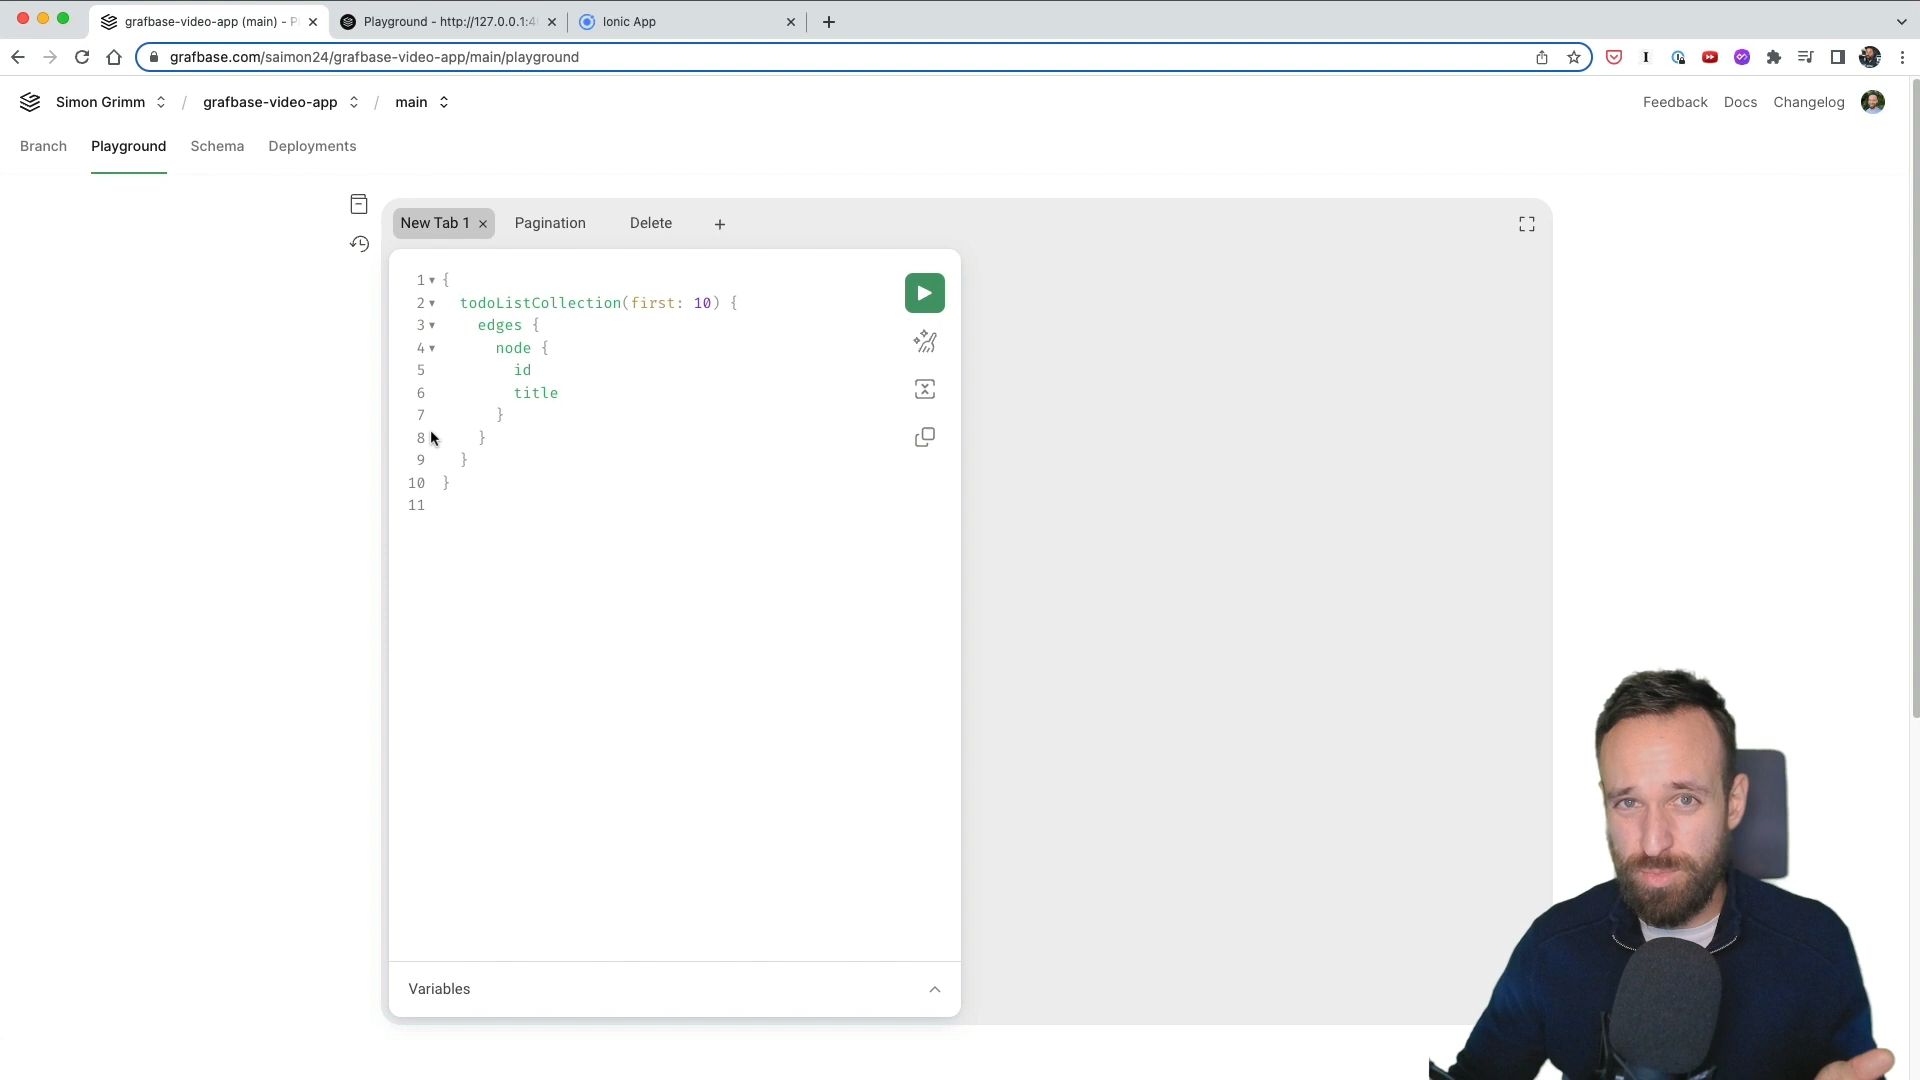 grafbase-video-app (main) - P
Playground - http://127.0.0.1:4
Ionic App
grafbase.com/saimon24/grafbase-video-app/main/playground
Simon Grimm / grafbase-video-app / main
Feedback Docs Changelog
Branch Playground Schema Deployments
New Tab 1 Pagination Delete
1 {
2 todoListCollection(first: 10) {
3 edges {
4 node {
5 id
6 title
7 }
8 }
9 }
10 }
11
Variables